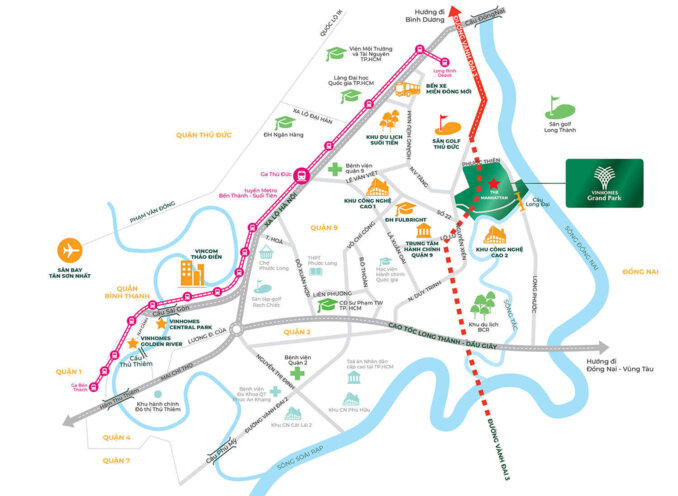 Hướng đi
Bình Dương
Cầu ĐồngNai
QUỐC LỘ 1K
ĐƯỜNG VÀNH ĐAI 3
Viện Môi Trường
và Tài Nguyên
TP.HCM
Long Bình
Depot
Làng Đại học
Quốc gia TP.HCM
BẾN XE
MIỀN ĐÔNG MỚI
XA LỘ ĐẠI HÀN
Sân golf
Long Thành
QUẬN THỦ ĐỨC
ĐH Ngân Hàng
KHU DU LỊCH
SUỐI TIÊN
HOÀNG HỮU NAM
SÂN GOLF
THỦ ĐỨC
Ga Thủ Đức
Bệnh viện
quận 9
PHƯỚC THIỆN
LÊ VĂN VIỆT
N.V TĂNG
tuyến Metro
Bến Thành - Suối Tiên
KHU CÔNG NGHỆ
CAO 1
THE
MANHATTAN
VINHOMES
Grand Park
Cầu
Long Đại
PHẠM VĂN ĐỒNG
XA LỘ HÀ NỘI
QUẬN 9
ĐH FULBRIGHT
SỐ 22
TRUNG TÂM
HÀNH CHÍNH
QUẬN 9
LÒ LU
NGUYỄN XIỂN
KHU CÔNG NGHỆ
CAO 2
SÔNG ĐỒNG NAI
SÂN BAY
TÂN SƠN NHẤT
VINCOM
THẢO ĐIỀN
T. HOÀ
Chợ
Phước Long
THPT
Phước Long
VÕ CHÍ CÔNG
LÃ XUÂN OAI
Học viện
Hành chính
Quốc gia
ĐỖ XUÂN HỢP
B.Ô THOAN
N. DUY TRINH
LONG PHƯỚC
ĐỒNG NAI
QUẬN
BÌNH THẠNH
Sân tập golf
Rạch Chiếc
LIÊN PHƯỜNG
CĐ Sư Phạm TW
TP. HCM
SÔNG TẮC
Khu du lịch
BCR
Cầu Sài Gòn
VINHOMES
CENTRAL PARK
VINHOMES
GOLDEN RIVER
LƯƠNG Đ. CỦA
QUẬN 2
CAO TỐC LONG THÀNH - DẦU GIÂY
Cầu
Thủ Thiêm
QUẬN 1
Ga Bến
Thành
Hầm Thủ Thiêm
MAI CHÍ THỌ
NGUYỄN THỊ ĐỊNH
Bệnh viện
Quận 2
Toà án Nhân dân
cấp cao tại TP.HCM
Hướng đi
Đồng Nai - Vũng Tàu
Khu hành chính
Đô thị Thủ Thiêm
Bệnh viện
Đa Khoa QT
Phúc An Khang
Khu CN Cát Lái 2
Khu CN Phú Hữu
ĐƯỜNG VÀNH ĐAI 2
QUẬN 4
Cầu Phú Mỹ
SÔNG SOÀI RẠP
QUẬN 7
ĐƯỜNG VÀNH ĐAI 3